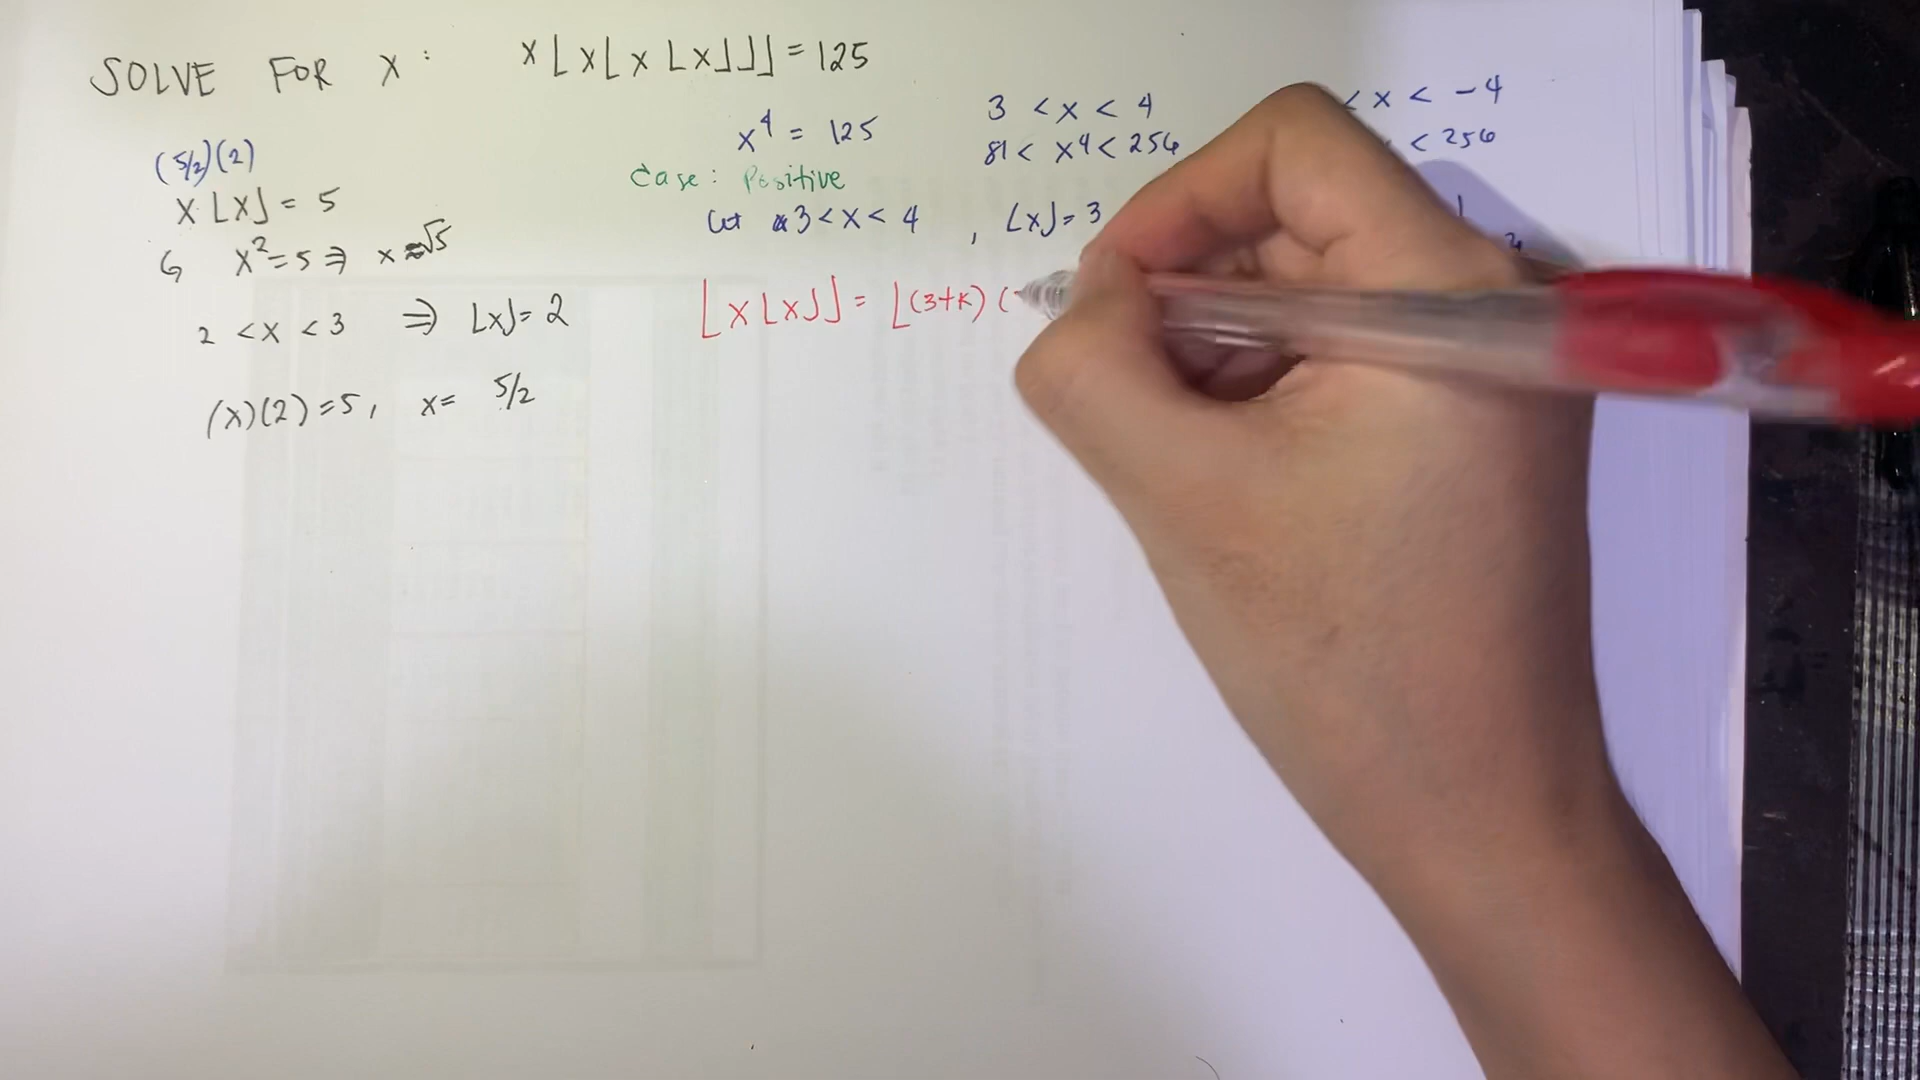 SOLVE FOR X : X⌊X⌊X⌊X⌋⌋⌋ = 125
(5/2)(2)
X⌊X⌋ = 5
X² = 5 ⇒ X = √5
2 < X < 3 ⇒ ⌊X⌋ = 2
(X)(2) = 5, X = 5/2
X⁴ = 125
Case : Positive
Let 3 < X < 4 , ⌊X⌋ = 3
⌊X⌊X⌋⌋ = ⌊(3+K)(
3 < X < 4
81 < X⁴ < 256
< X < -4
< 256